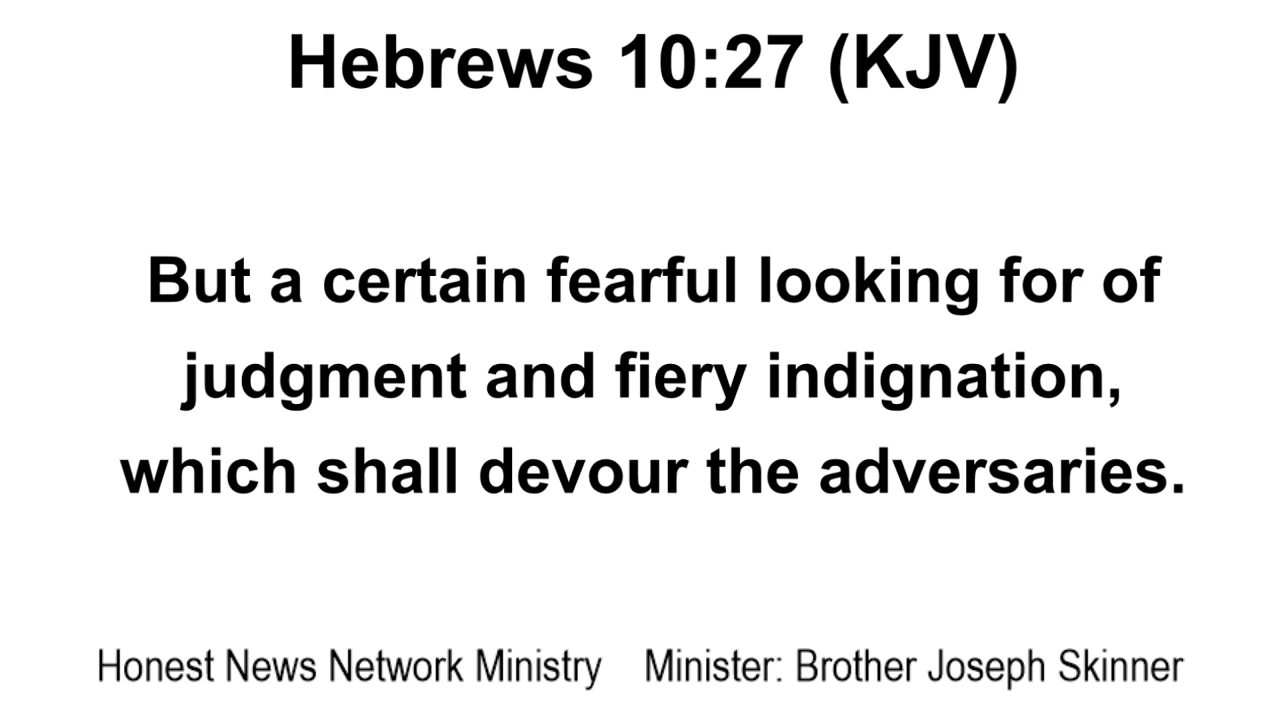 Hebrews 10:27 (KJV)
But a certain fearful looking for of
judgment and fiery indignation,
which shall devour the adversaries.
Honest News Network Ministry    Minister: Brother Joseph Skinner